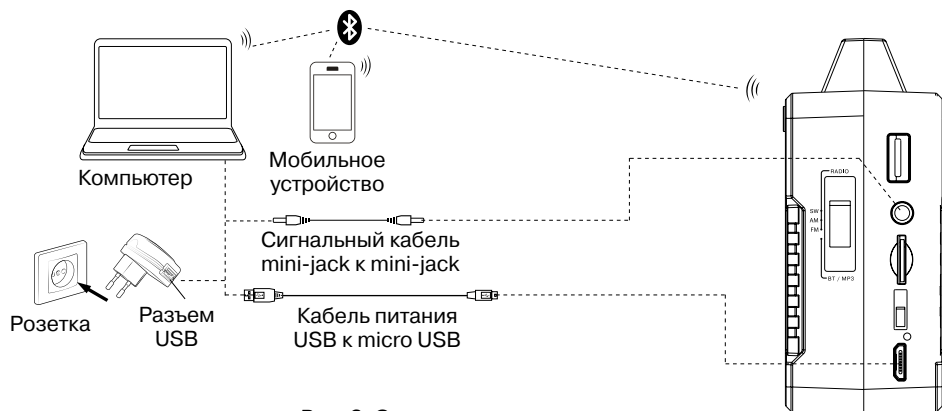 Компьютер
Мобильное
устройство
RADIO
SW
AM
FM
BT / MP3
Сигнальный кабель
mini-jack к mini-jack
Розетка
Разъем
USB
Кабель питания
USB к micro USB